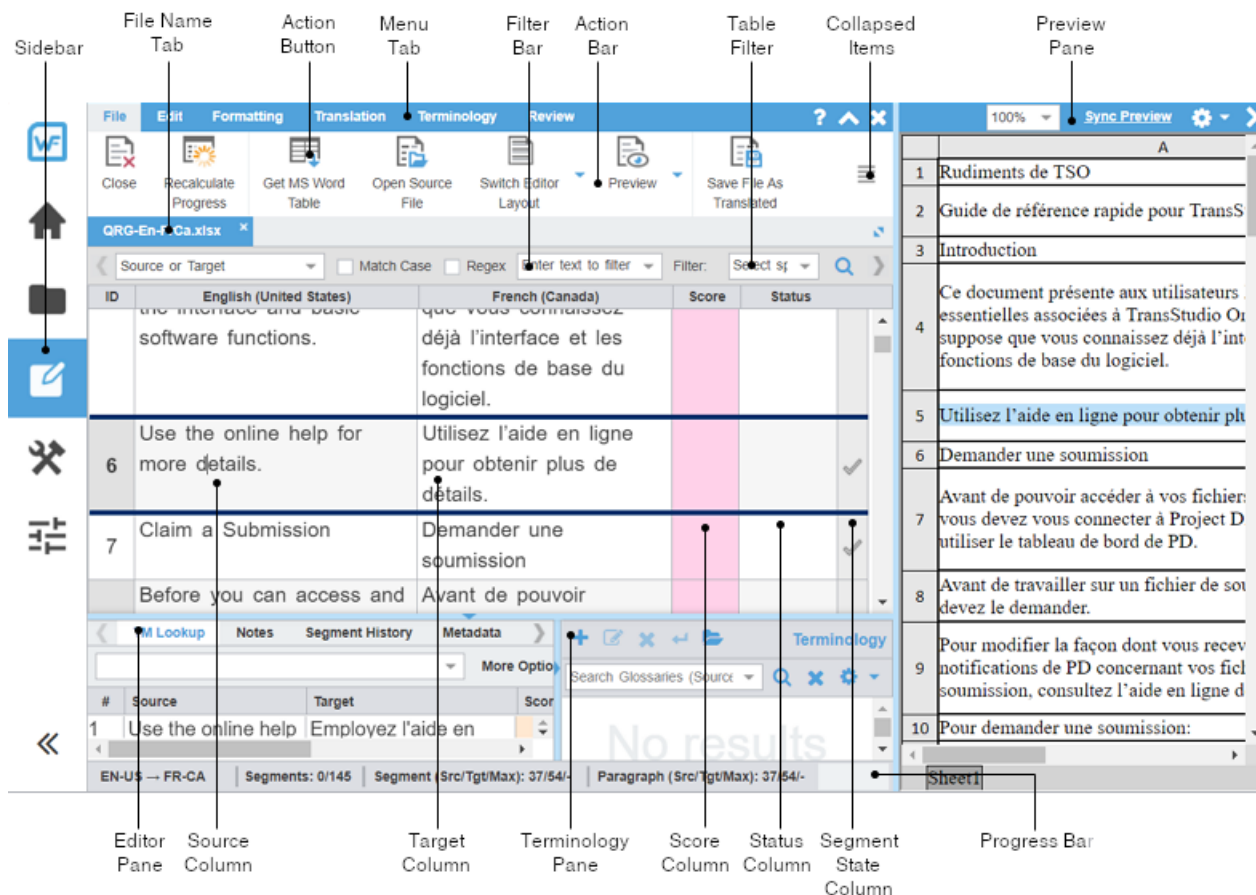 File Name Tab
Action Button
Menu Tab
Filter Bar
Action Bar
Table Filter
Collapsed Items
Preview Pane
Sidebar
WF
File Edit Formatting Translation Terminology Review ?
100% Sync Preview
Close
Recalculate Progress
Get MS Word Table
Open Source File
Switch Editor Layout
Preview
Save File As Translated
QRG-En-Ca.xlsx ×
Source or Target Match Case Regex Enter text to filter Filter: Select
ID English (United States) French (Canada) Score Status
the interface and basic software functions.
que vous connaissez déjà l'interface et les fonctions de base du logiciel.
6 Use the online help for more details.
Utilisez l'aide en ligne pour obtenir plus de détails.
7 Claim a Submission
Demander une soumission
Before you can access and
Avant de pouvoir
TM Lookup Notes Segment History Metadata
More Optio
# Source Target Scor
1 Use the online help Employez l'aide en
Terminology
Search Glossaries (Source
No results
EN-US → FR-CA Segments: 0/145 Segment (Src/Tgt/Max): 37/54/- Paragraph (Src/Tgt/Max): 37/54/-
A
1 Rudiments de TSO
2 Guide de référence rapide pour TransS
3 Introduction
4 Ce document présente aux utilisateurs
essentielles associées à TransStudio On
suppose que vous connaissez déjà l'int
fonctions de base du logiciel.
5 Utilisez l'aide en ligne pour obtenir plu
6 Demander une soumission
7 Avant de pouvoir accéder à vos fichiers
vous devez vous connecter à Project D
utiliser le tableau de bord de PD.
8 Avant de travailler sur un fichier de sou
devez le demander.
9 Pour modifier la façon dont vous recev
notifications de PD concernant vos fich
soumission, consultez l'aide en ligne d
10 Pour demander une soumission:
Sheet1
Editor Pane
Source Column
Target Column
Terminology Pane
Score Column
Status Column
Segment State Column
Progress Bar